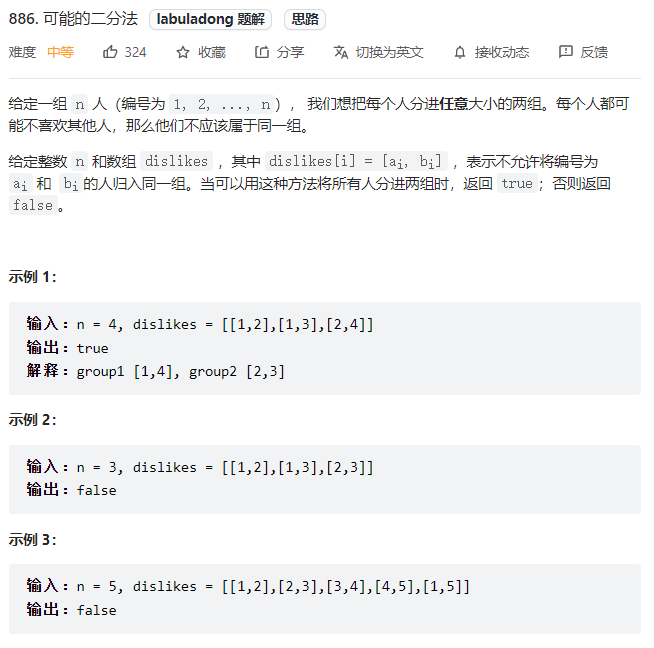 886. 可能的二分法 labuladong 题解 思路
难度 中等 324 收藏 分享 切换为英文 接收动态 反馈
给定一组 n 人（编号为 1, 2, ..., n）， 我们想把每个人分进任意大小的两组。每个人都可
能不喜欢其他人，那么他们不应该属于同一组。
给定整数 n 和数组 dislikes ，其中 dislikes[i] = [ai, bi] ，表示不允许将编号为
ai 和 bi 的人归入同一组。当可以用这种方法将所有人分进两组时，返回 true；否则返回
false。
示例 1：
输入：n = 4, dislikes = [[1,2],[1,3],[2,4]]
输出：true
解释：group1 [1,4], group2 [2,3]
示例 2：
输入：n = 3, dislikes = [[1,2],[1,3],[2,3]]
输出：false
示例 3：
输入：n = 5, dislikes = [[1,2],[2,3],[3,4],[4,5],[1,5]]
输出：false